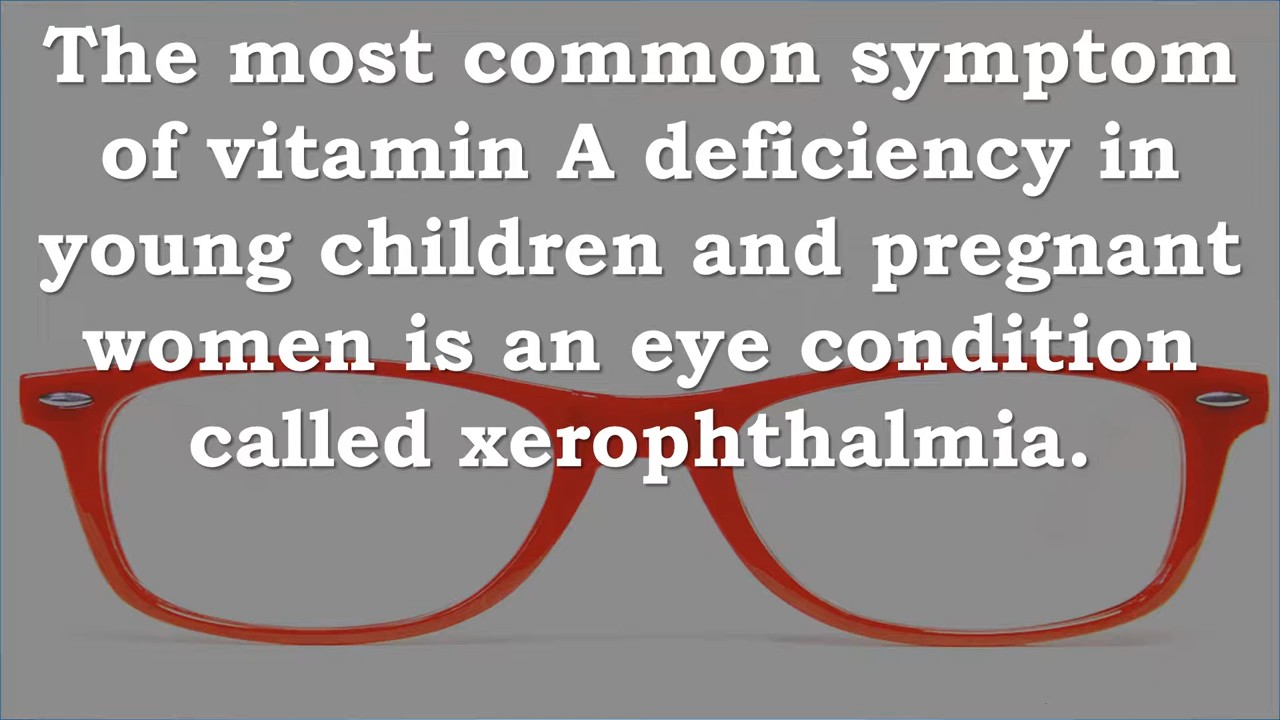 The most common symptom
of vitamin A deficiency in
young children and pregnant
women is an eye condition
called xerophthalmia.